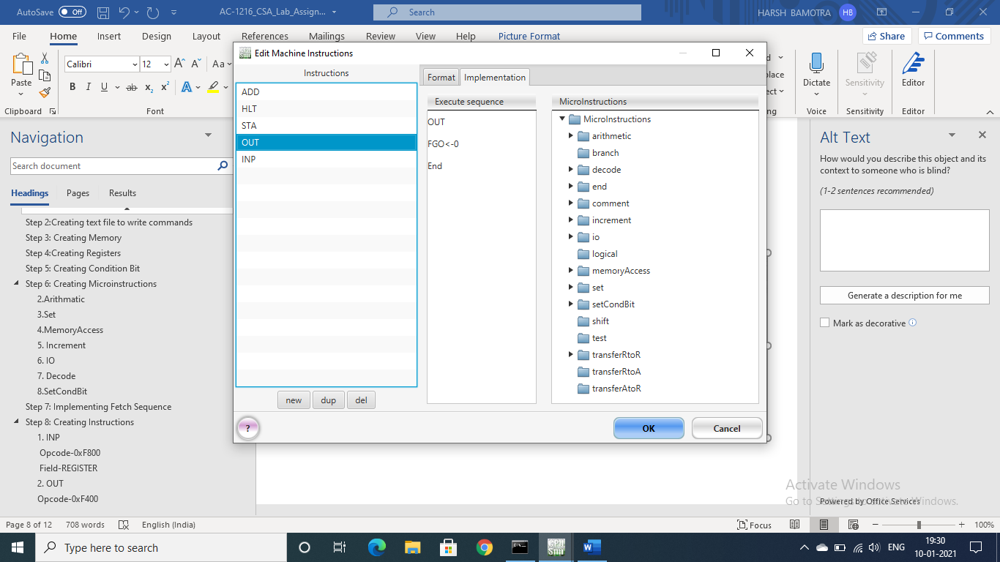 AutoSave Off AC-1216_CSA_Lab_Assign... Search HARSH BAMOTRA HB
File Home Insert Design Layout References Mailings Review View Help Picture Format Share Comments
Paste
Clipboard
Calibri 12 A A Aa
B I U ab x2 x2 A
Font
Dictate
Voice
Sensitivity
Sensitivity
Editor
Editor
Navigation
Search document
Headings Pages Results
Step 2:Creating text file to write commands
Step 3: Creating Memory
Step 4:Creating Registers
Step 5: Creating Condition Bit
Step 6: Creating Microinstructions
2.Arithmatic
3.Set
4.MemoryAccess
5. Increment
6. IO
7. Decode
8.SetCondBit
Step 7: Implementing Fetch Sequence
Step 8: Creating Instructions
1. INP
Opcode-0xF800
Field-REGISTER
2. OUT
Opcode-0xF400
Edit Machine Instructions
Instructions
ADD
HLT
STA
OUT
INP
new dup del
Format Implementation
Execute sequence
OUT
FGO<-0
End
MicroInstructions
MicroInstructions
arithmetic
branch
decode
end
comment
increment
io
logical
memoryAccess
set
setCondBit
shift
test
transferRtoR
transferRtoA
transferAtoR
?
OK Cancel
Alt Text
How would you describe this object and its
context to someone who is blind?
(1-2 sentences recommended)
Generate a description for me
Mark as decorative
Activate Windows
Go to Settings to activate Windows.
Powered by Office Services
Page 8 of 12 708 words English (India) Focus 100%
Type here to search
ENG
19:30
10-01-2021